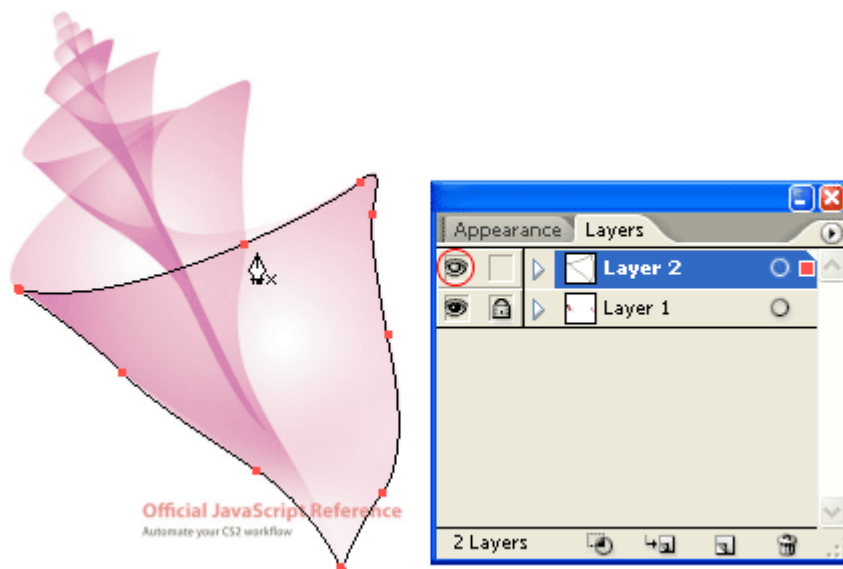 Official JavaScript Reference
Automate your CS2 workflow
Appearance Layers
Layer 2
Layer 1
2 Layers